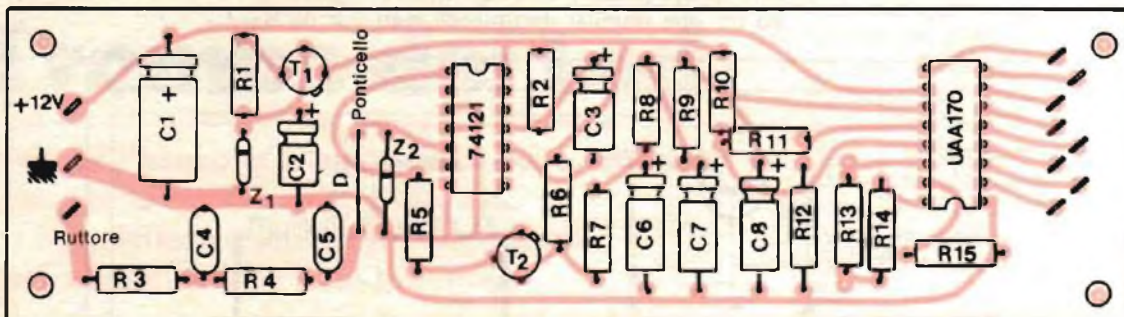 +12V
Ruttore
C1
+
R1
T1
Z1
C2
+
R3
C4
R4
C5
Ponticello
D
Z2
R5
74121
T2
R2
R6
C3
+
R7
R8
C6
+
R9
C7
+
R10
R11
C8
+
R12
R13
R14
R15
UAA170